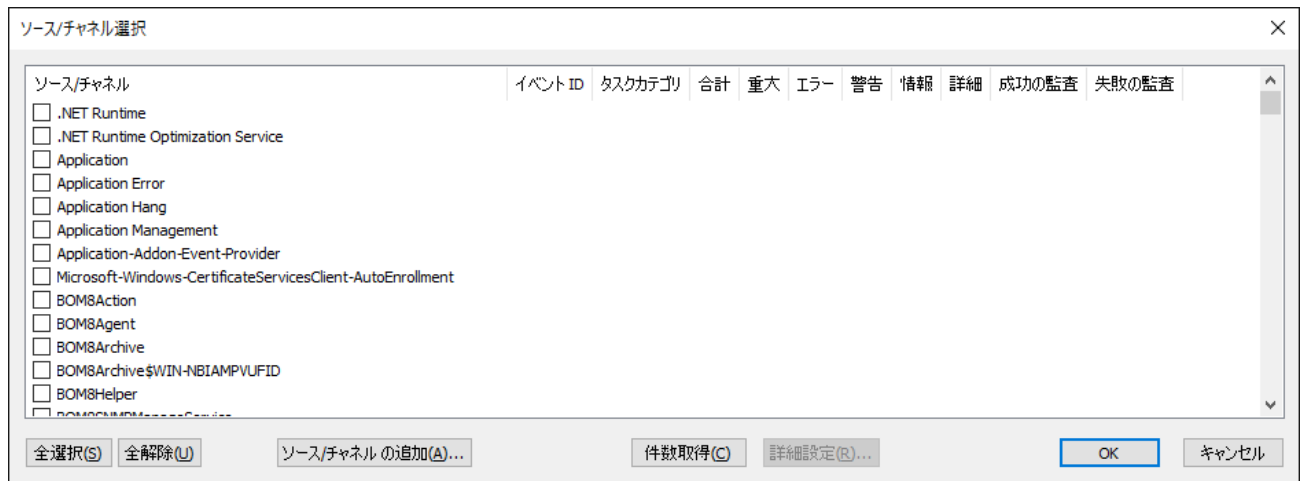 ソース/チャネル選択
ソース/チャネル イベント ID タスクカテゴリ 合計 重大 エラー 警告 情報 詳細 成功の監査 失敗の監査
.NET Runtime
.NET Runtime Optimization Service
Application
Application Error
Application Hang
Application Management
Application-Addon-Event-Provider
Microsoft-Windows-CertificateServicesClient-AutoEnrollment
BOM8Action
BOM8Agent
BOM8Archive
BOM8Archive$WIN-NBIAMPVUFID
BOM8Helper
全選択(S) 全解除(U) ソース/チャネル の追加(A)... 件数取得(C) 詳細設定(R)... OK キャンセル